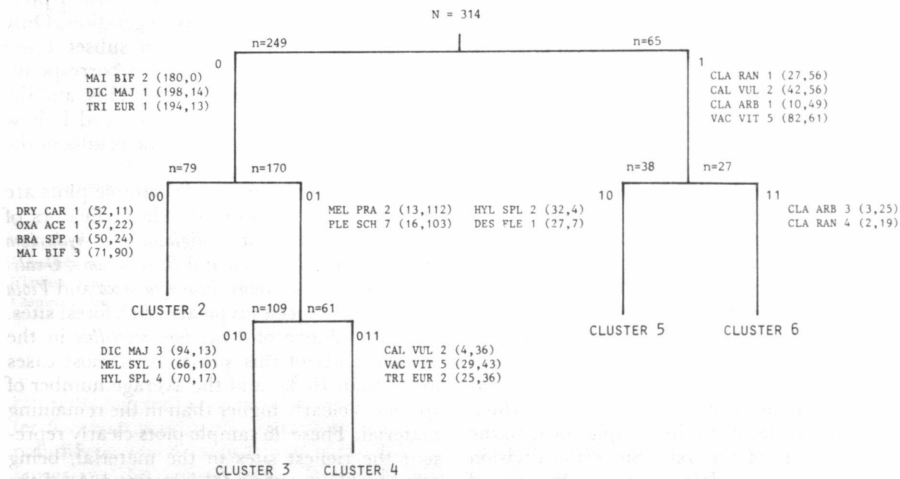 N = 314
n=249
n=65
0
1
MAI BIF 2 (180,0)
DIC MAJ 1 (198,14)
TRI EUR 1 (194,13)
CLA RAN 1 (27,56)
CAL VUL 2 (42,56)
CLA ARB 1 (10,49)
VAC VIT 5 (82,61)
n=79
n=170
n=38
n=27
00
01
10
11
DRY CAR 1 (52,11)
OXA ACE 1 (57,22)
BRA SPP 1 (50,24)
MAI BIF 3 (71,90)
MEL PRA 2 (13,112)
PLE SCH 7 (16,103)
HYL SPL 2 (32,4)
DES FLE 1 (27,7)
CLA ARB 3 (3,25)
CLA RAN 4 (2,19)
CLUSTER 2
n=109
n=61
CLUSTER 5
CLUSTER 6
010
011
DIC MAJ 3 (94,13)
MEL SYL 1 (66,10)
HYL SPL 4 (70,17)
CAL VUL 2 (4,36)
VAC VIT 5 (29,43)
TRI EUR 2 (25,36)
CLUSTER 3
CLUSTER 4